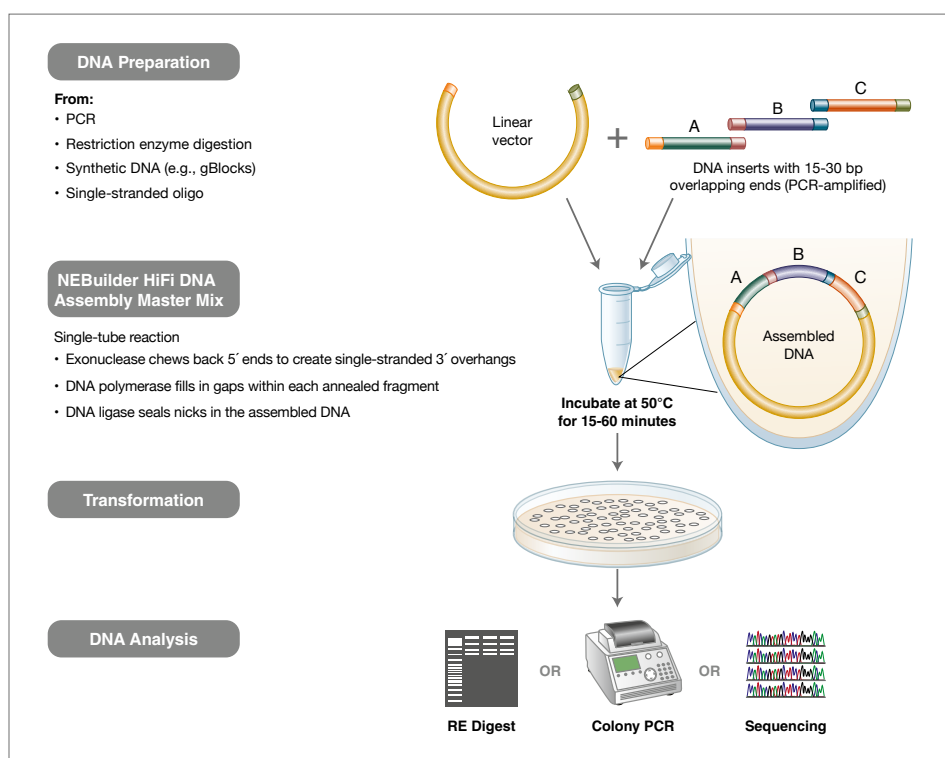 DNA Preparation
From:
• PCR
• Restriction enzyme digestion
• Synthetic DNA (e.g., gBlocks)
• Single-stranded oligo
Linear
vector
+
A
B
C
DNA inserts with 15-30 bp
overlapping ends (PCR-amplified)
NEBuilder HiFi DNA
Assembly Master Mix
Single-tube reaction
• Exonuclease chews back 5´ ends to create single-stranded 3´ overhangs
• DNA polymerase fills in gaps within each annealed fragment
• DNA ligase seals nicks in the assembled DNA
A
B
C
Assembled
DNA
Incubate at 50°C
for 15-60 minutes
Transformation
DNA Analysis
OR
OR
RE Digest
Colony PCR
Sequencing